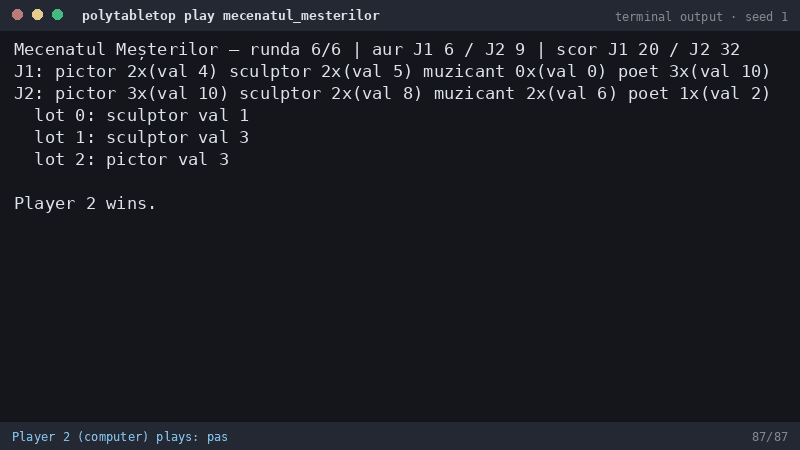 polytabletop play mecenatul_mesterilor
terminal output · seed 1
Mecenatul Meșterilor — runda 6/6 | aur J1 6 / J2 9 | scor J1 20 / J2 32
J1: pictor 2x(val 4) sculptor 2x(val 5) muzicant 0x(val 0) poet 3x(val 10)
J2: pictor 3x(val 10) sculptor 2x(val 8) muzicant 2x(val 6) poet 1x(val 2)
lot 0: sculptor val 1
lot 1: sculptor val 3
lot 2: pictor val 3
Player 2 wins.
Player 2 (computer) plays: pas
87/87